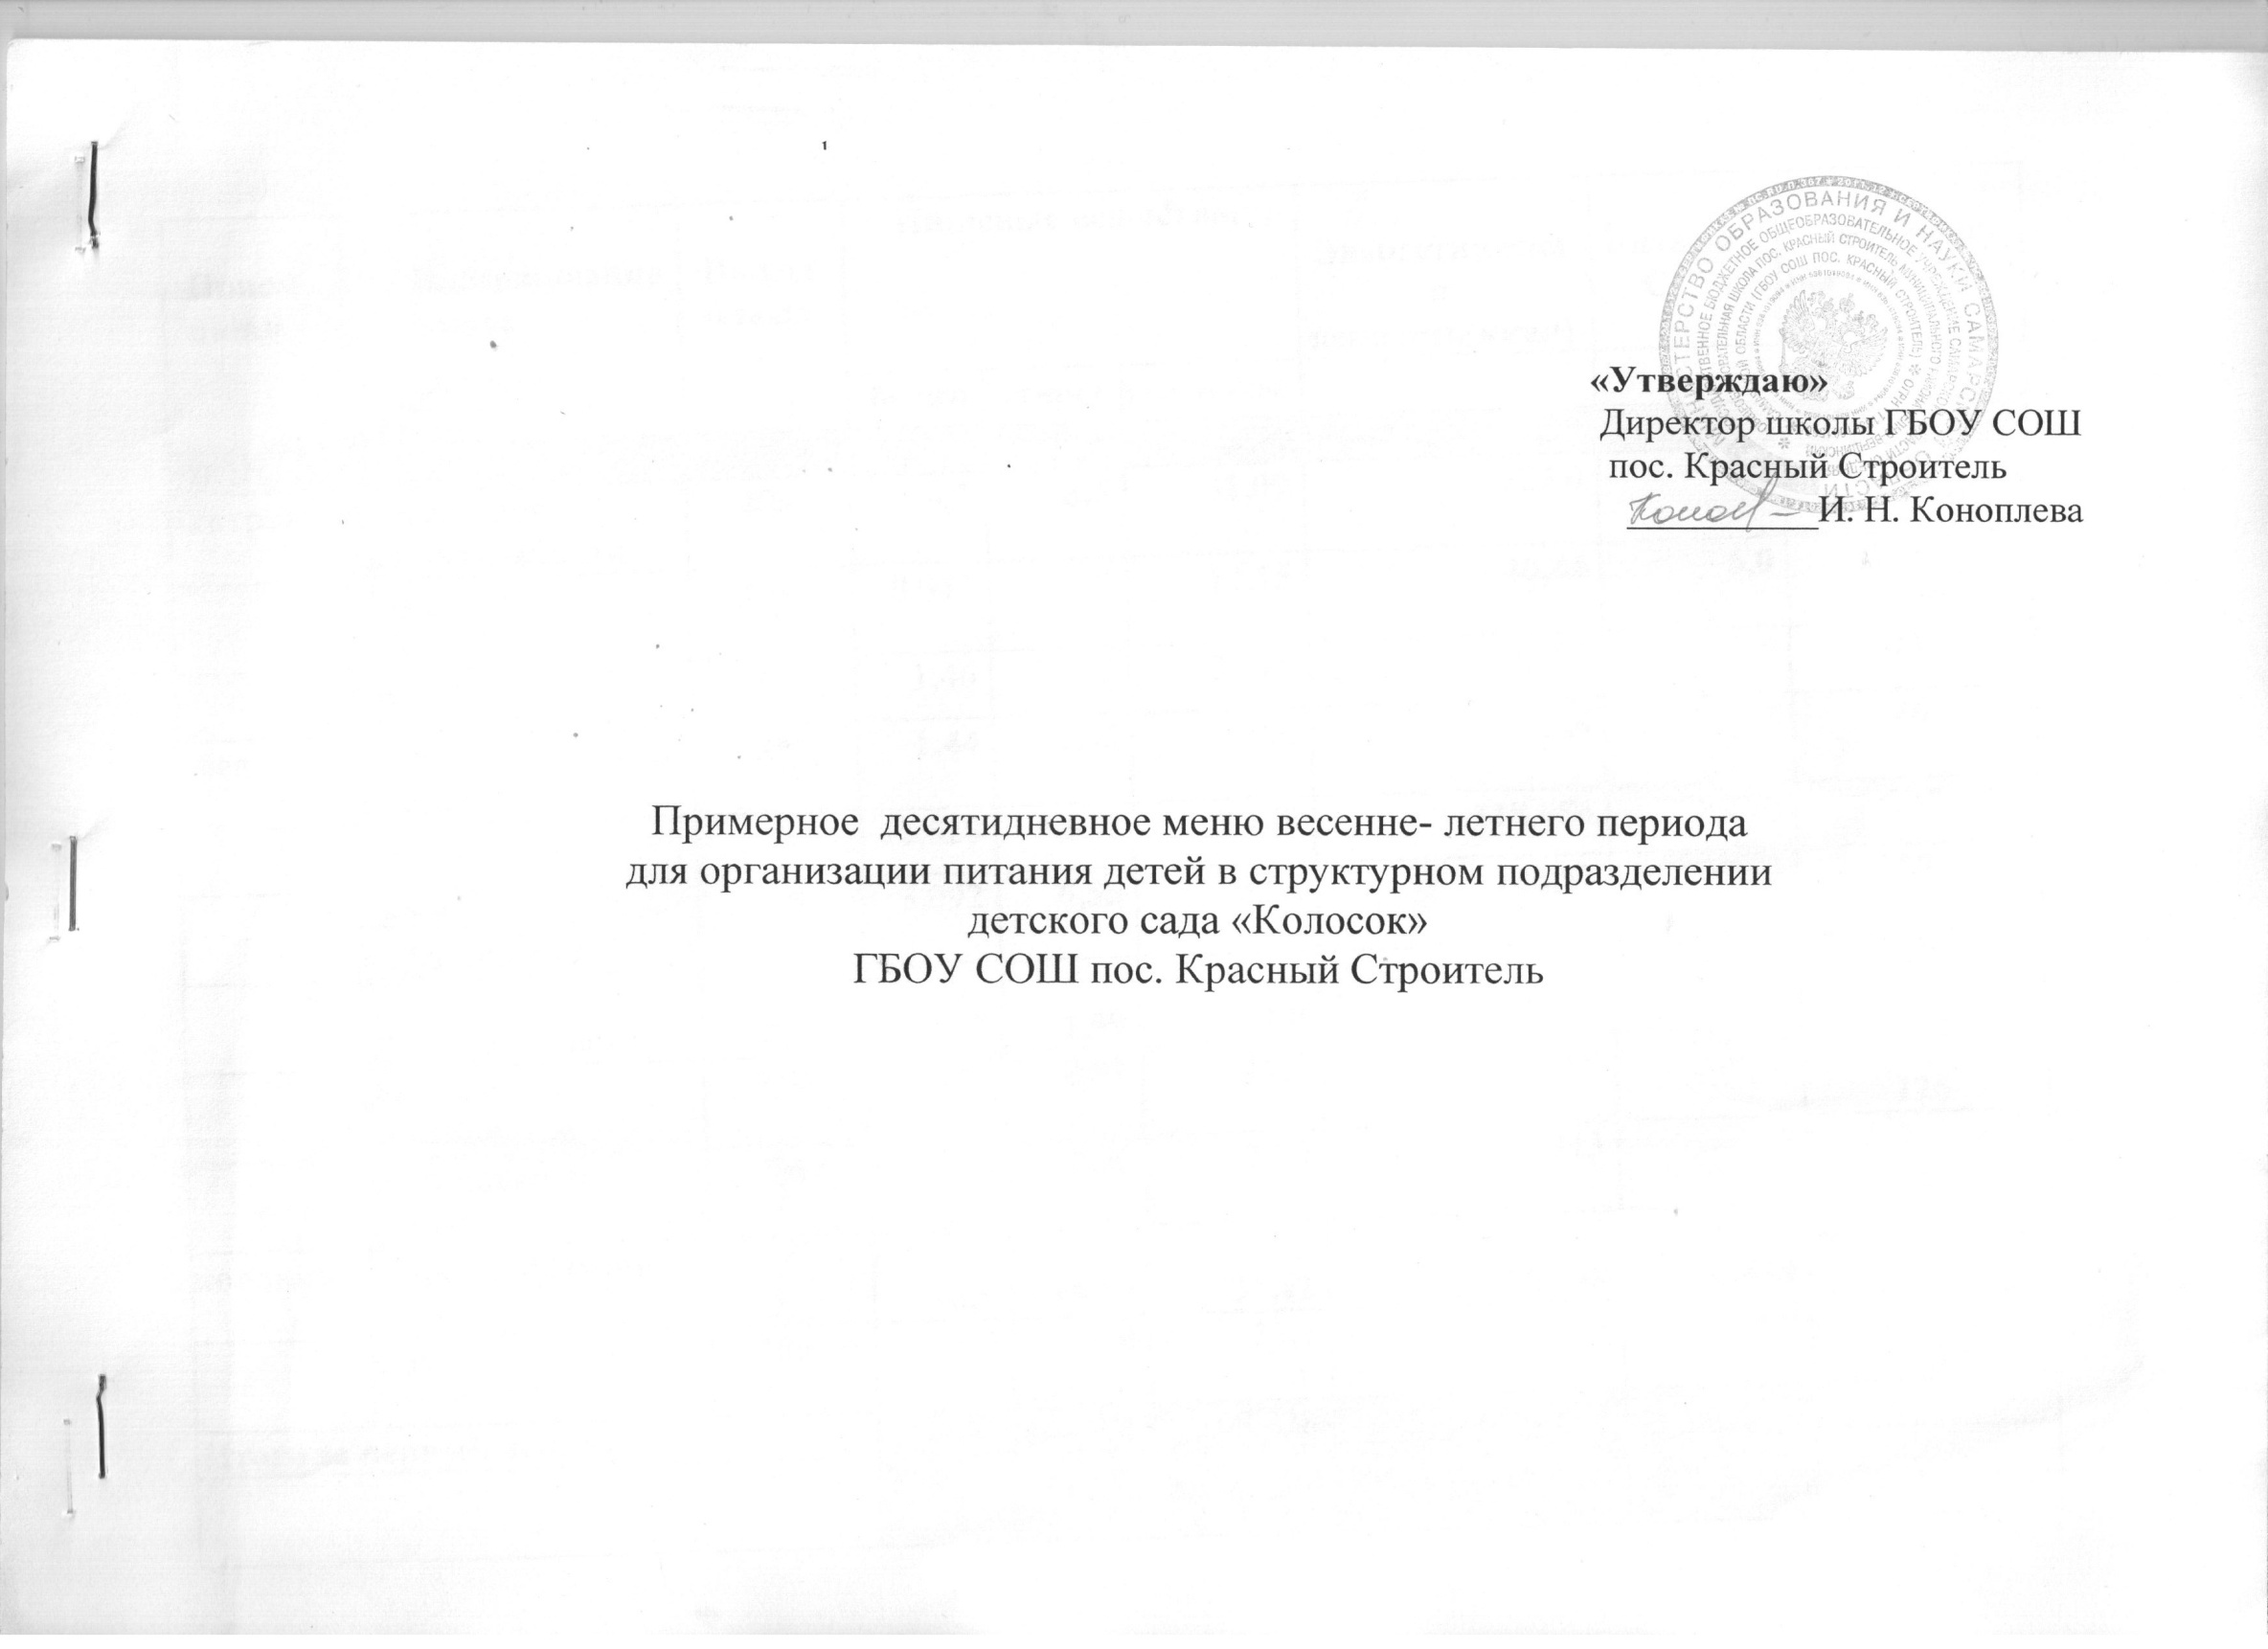 «Утверждаю»
Директор школы ГБОУ СОШ
пос. Красный Строитель
____________И. Н. Коноплева
Примерное десятидневное меню весенне- летнего периода
для организации питания детей в структурном подразделении
детского сада «Колосок»
ГБОУ СОШ пос. Красный Строитель